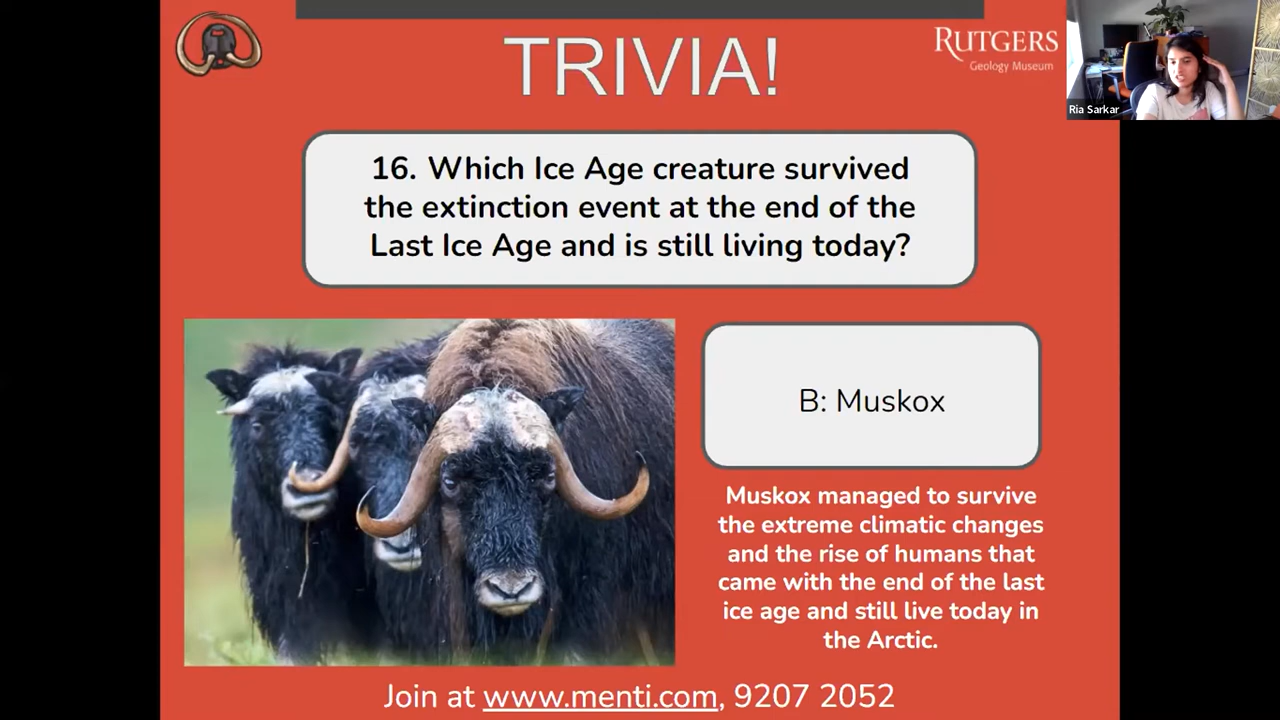 TRIVIA!
RUTGERS
Geology Museum
Ria Sarkar
16. Which Ice Age creature survived
the extinction event at the end of the
Last Ice Age and is still living today?
B: Muskox
Muskox managed to survive
the extreme climatic changes
and the rise of humans that
came with the end of the last
ice age and still live today in
the Arctic.
Join at www.menti.com, 9207 2052